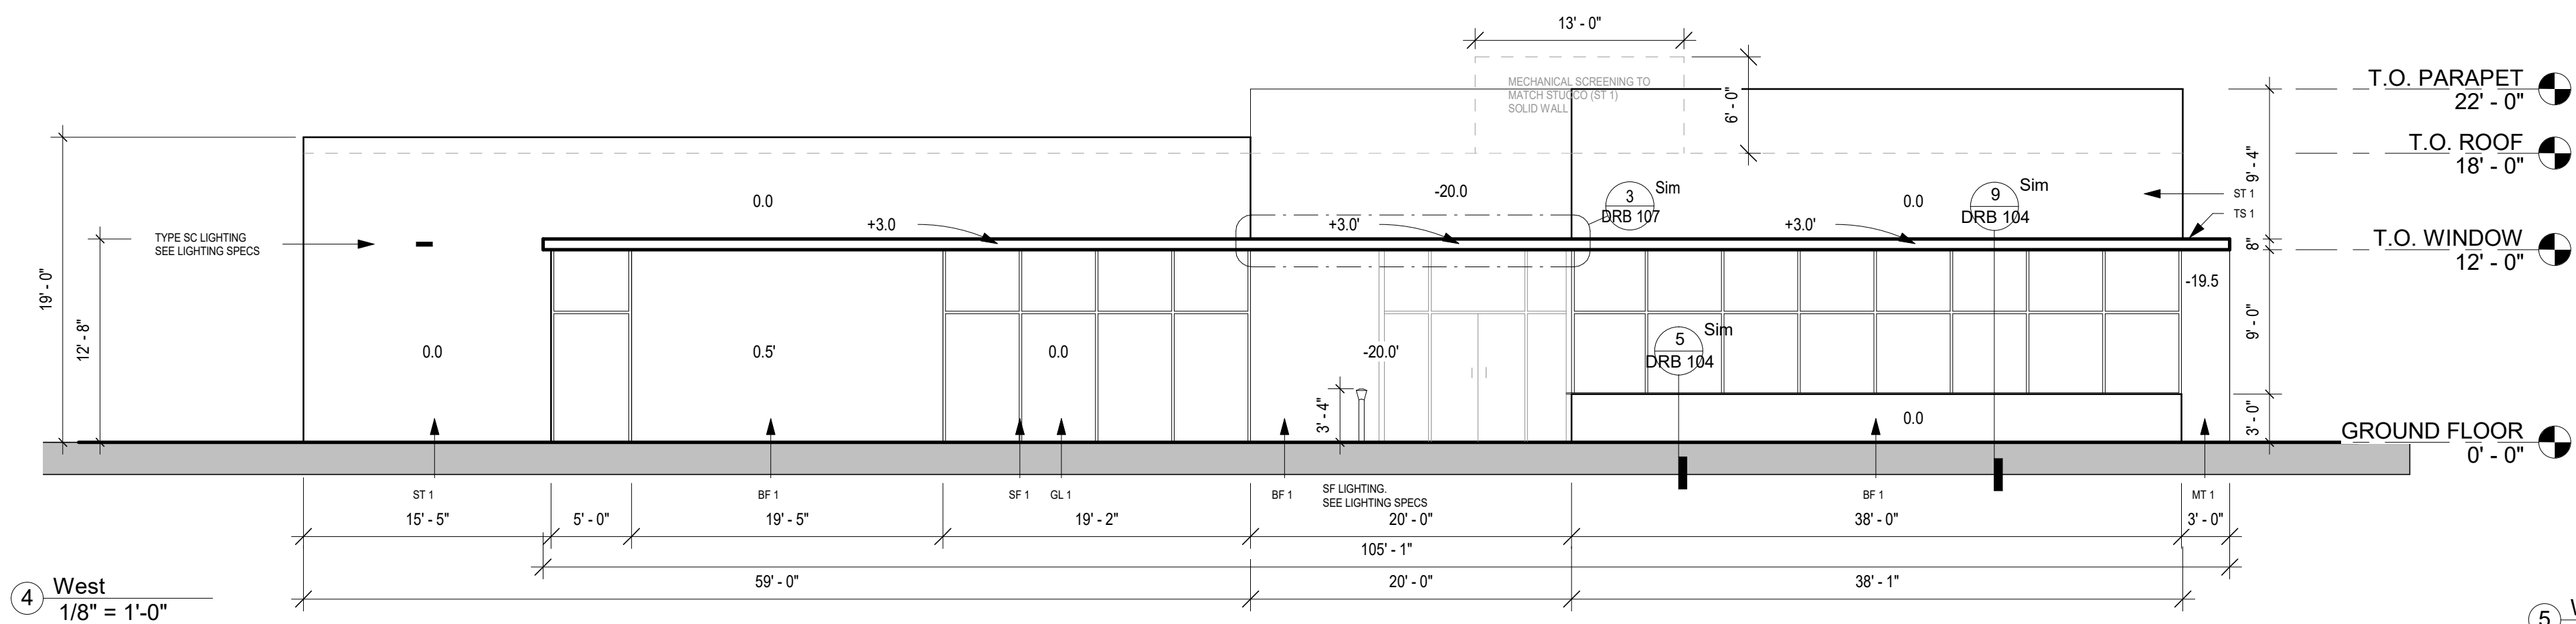 13' - 0"
MECHANICAL SCREENING TO
MATCH STUCCO (ST 1)
SOLID WALL
6' - 0"
T.O. PARAPET
22' - 0"
T.O. ROOF
18' - 0"
T.O. WINDOW
12' - 0"
GROUND FLOOR
0' - 0"
9' - 4"
8"
9' - 0"
3' - 0"
ST 1
TS 1
19' - 0"
12' - 8"
TYPE SC LIGHTING
SEE LIGHTING SPECS
0.0
+3.0
-20.0
+3.0'
3
Sim
DRB 107
0.0
+3.0'
9
Sim
DRB 104
-19.5
0.0
0.5'
0.0
-20.0'
5
Sim
DRB 104
3' - 4"
0.0
ST 1
BF 1
SF 1
GL 1
BF 1
SF LIGHTING.
SEE LIGHTING SPECS
BF 1
MT 1
15' - 5"
5' - 0"
19' - 5"
19' - 2"
20' - 0"
38' - 0"
3' - 0"
105' - 1"
59' - 0"
20' - 0"
38' - 1"
4
West
1/8" = 1'-0"
5